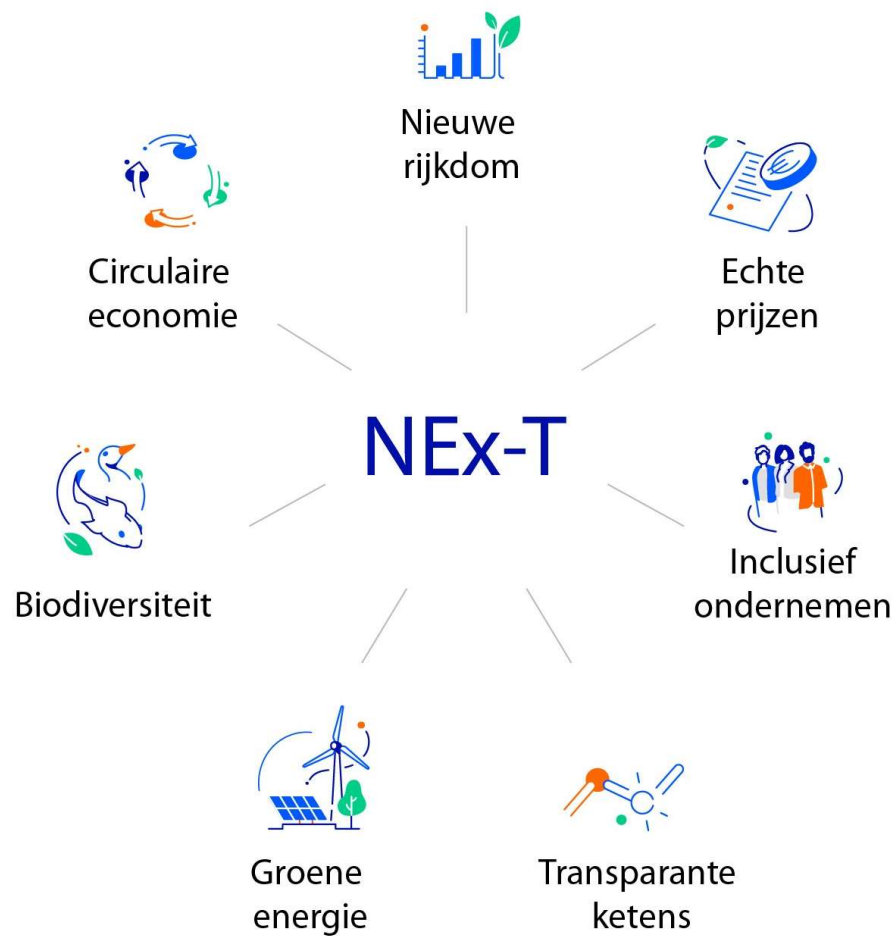 Nieuwe
rijkdom
Circulaire
economie
Echte
prijzen
NEx-T
Biodiversiteit
Inclusief
ondernemen
Groene
energie
Transparante
ketens